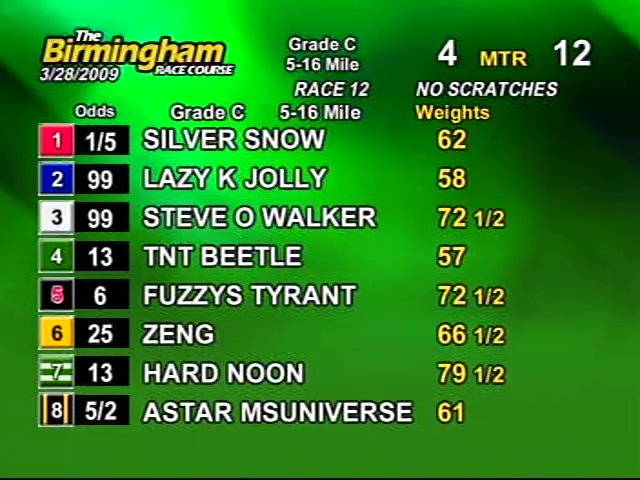 The
Birmingham
RACE COURSE
3/28/2009
Grade C
5-16 Mile
4 MTR 12
RACE 12 NO SCRATCHES
Odds Grade C 5-16 Mile Weights
1 1/5 SILVER SNOW 62
2 99 LAZY K JOLLY 58
3 99 STEVE O WALKER 72 1/2
4 13 TNT BEETLE 57
5 6 FUZZYS TYRANT 72 1/2
6 25 ZENG 66 1/2
7 13 HARD NOON 79 1/2
8 5/2 ASTAR MSUNIVERSE 61